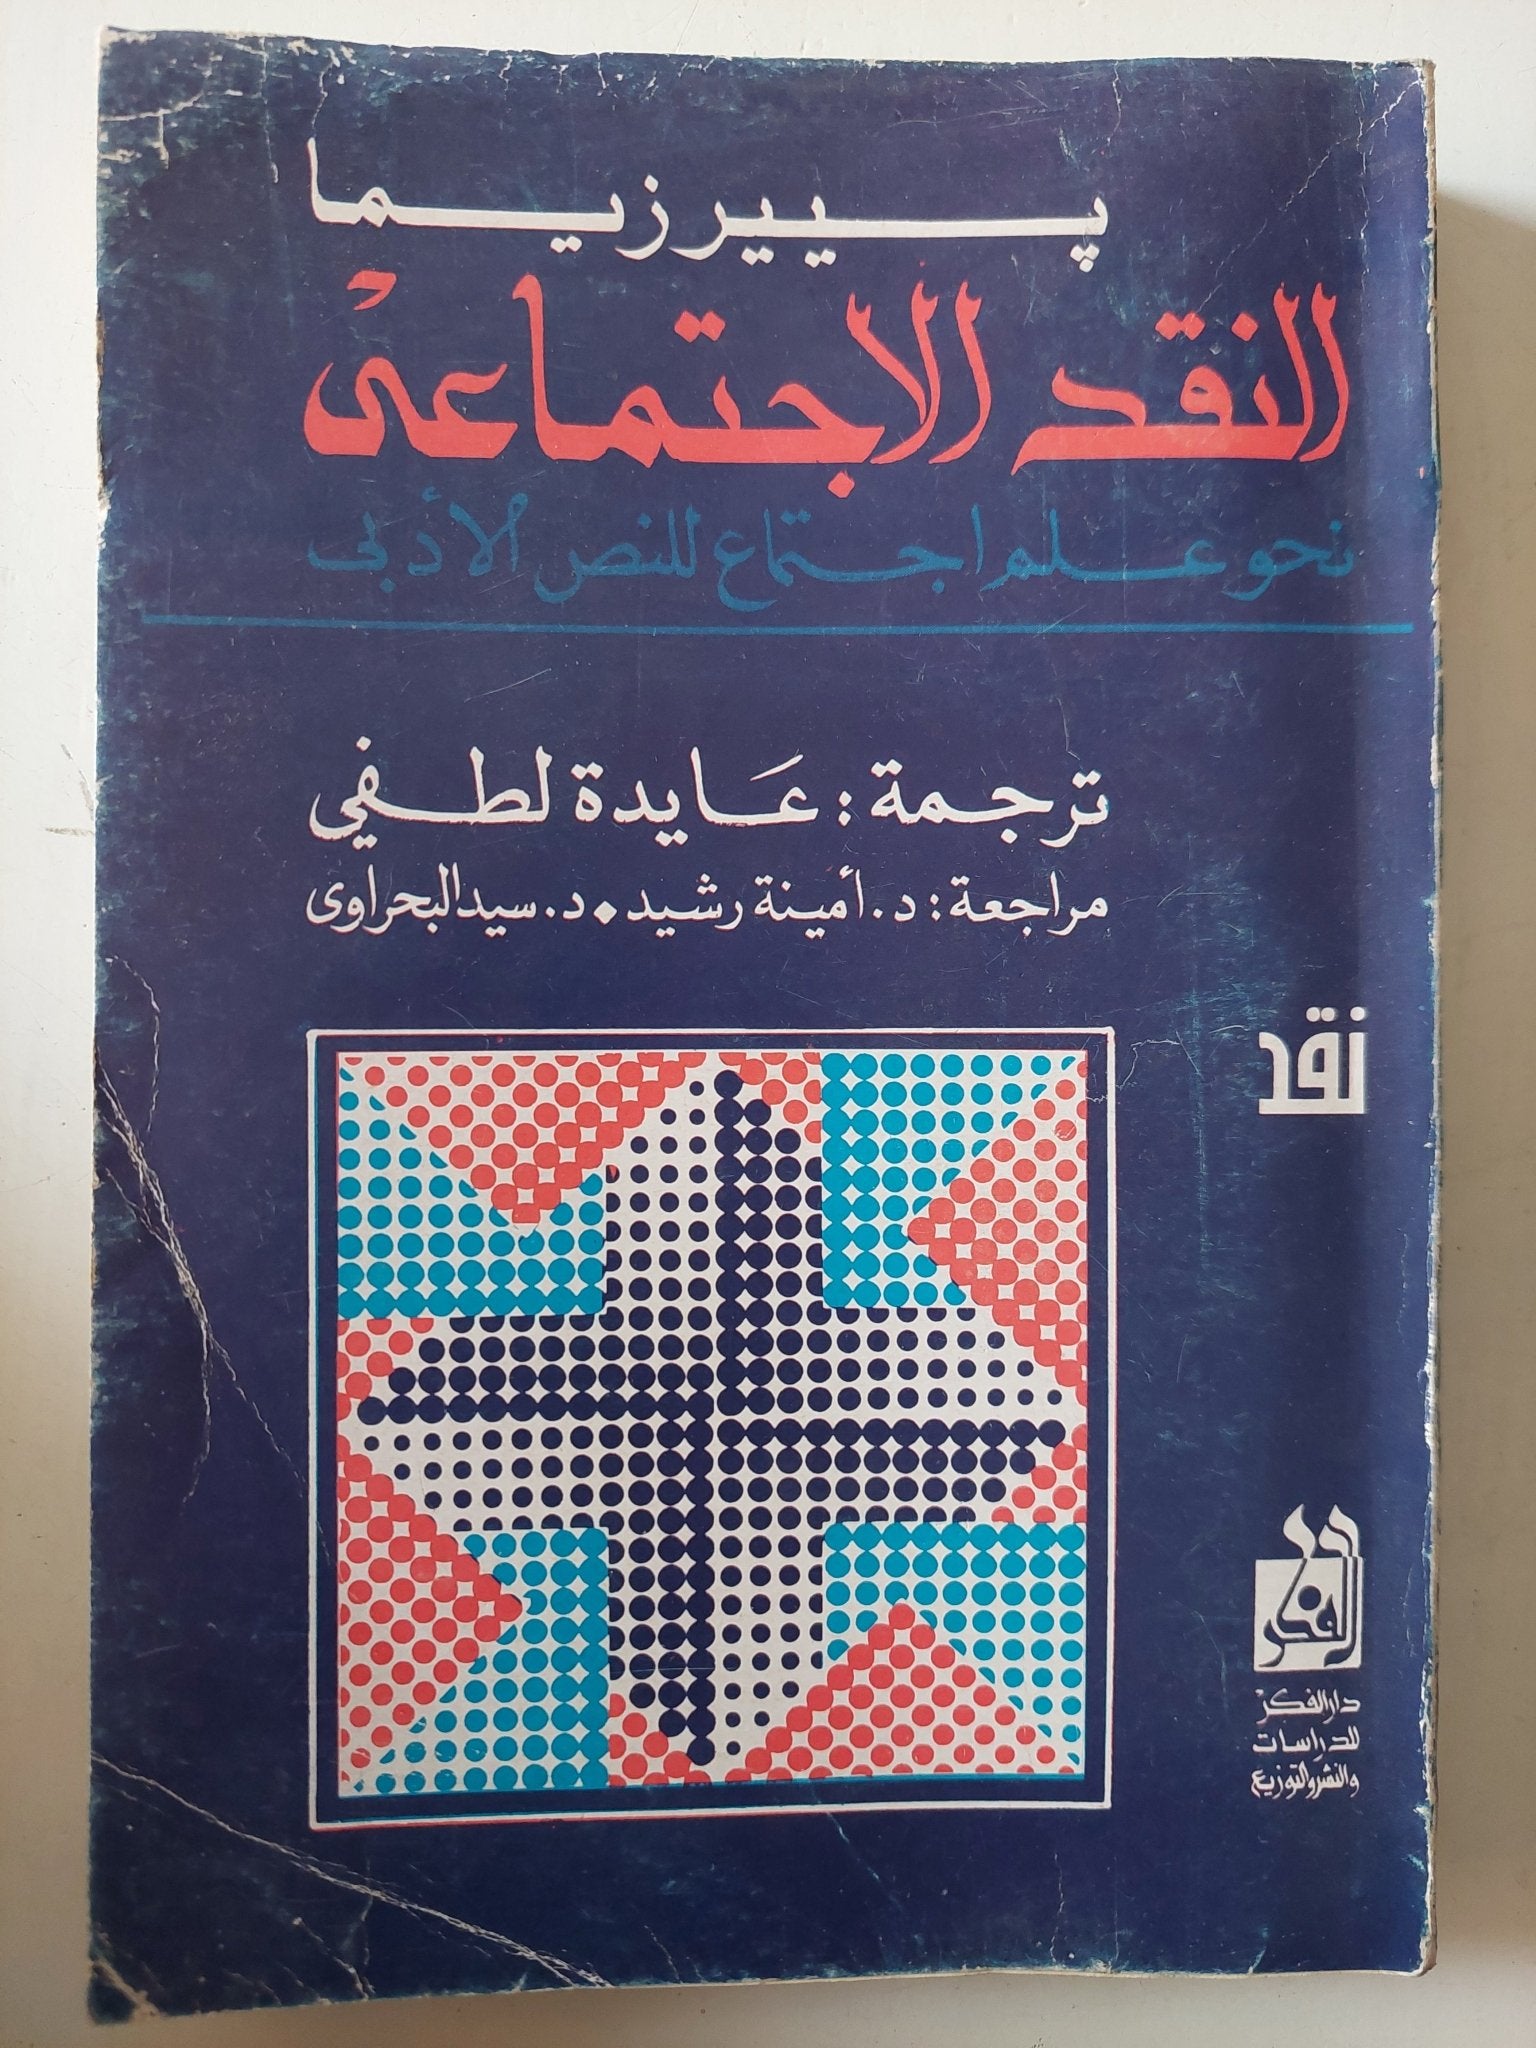 پيير زيما
النقد الاجتماعى
نحو علم اجتماع للنص الأدبى
ترجمة : عَايدة لطفي
مراجعة : د. أمينة رشيد • د. سيد البحراوى
نقد
دار الفكر
دار الفكر
للدراسات
والنشر والتوزيع